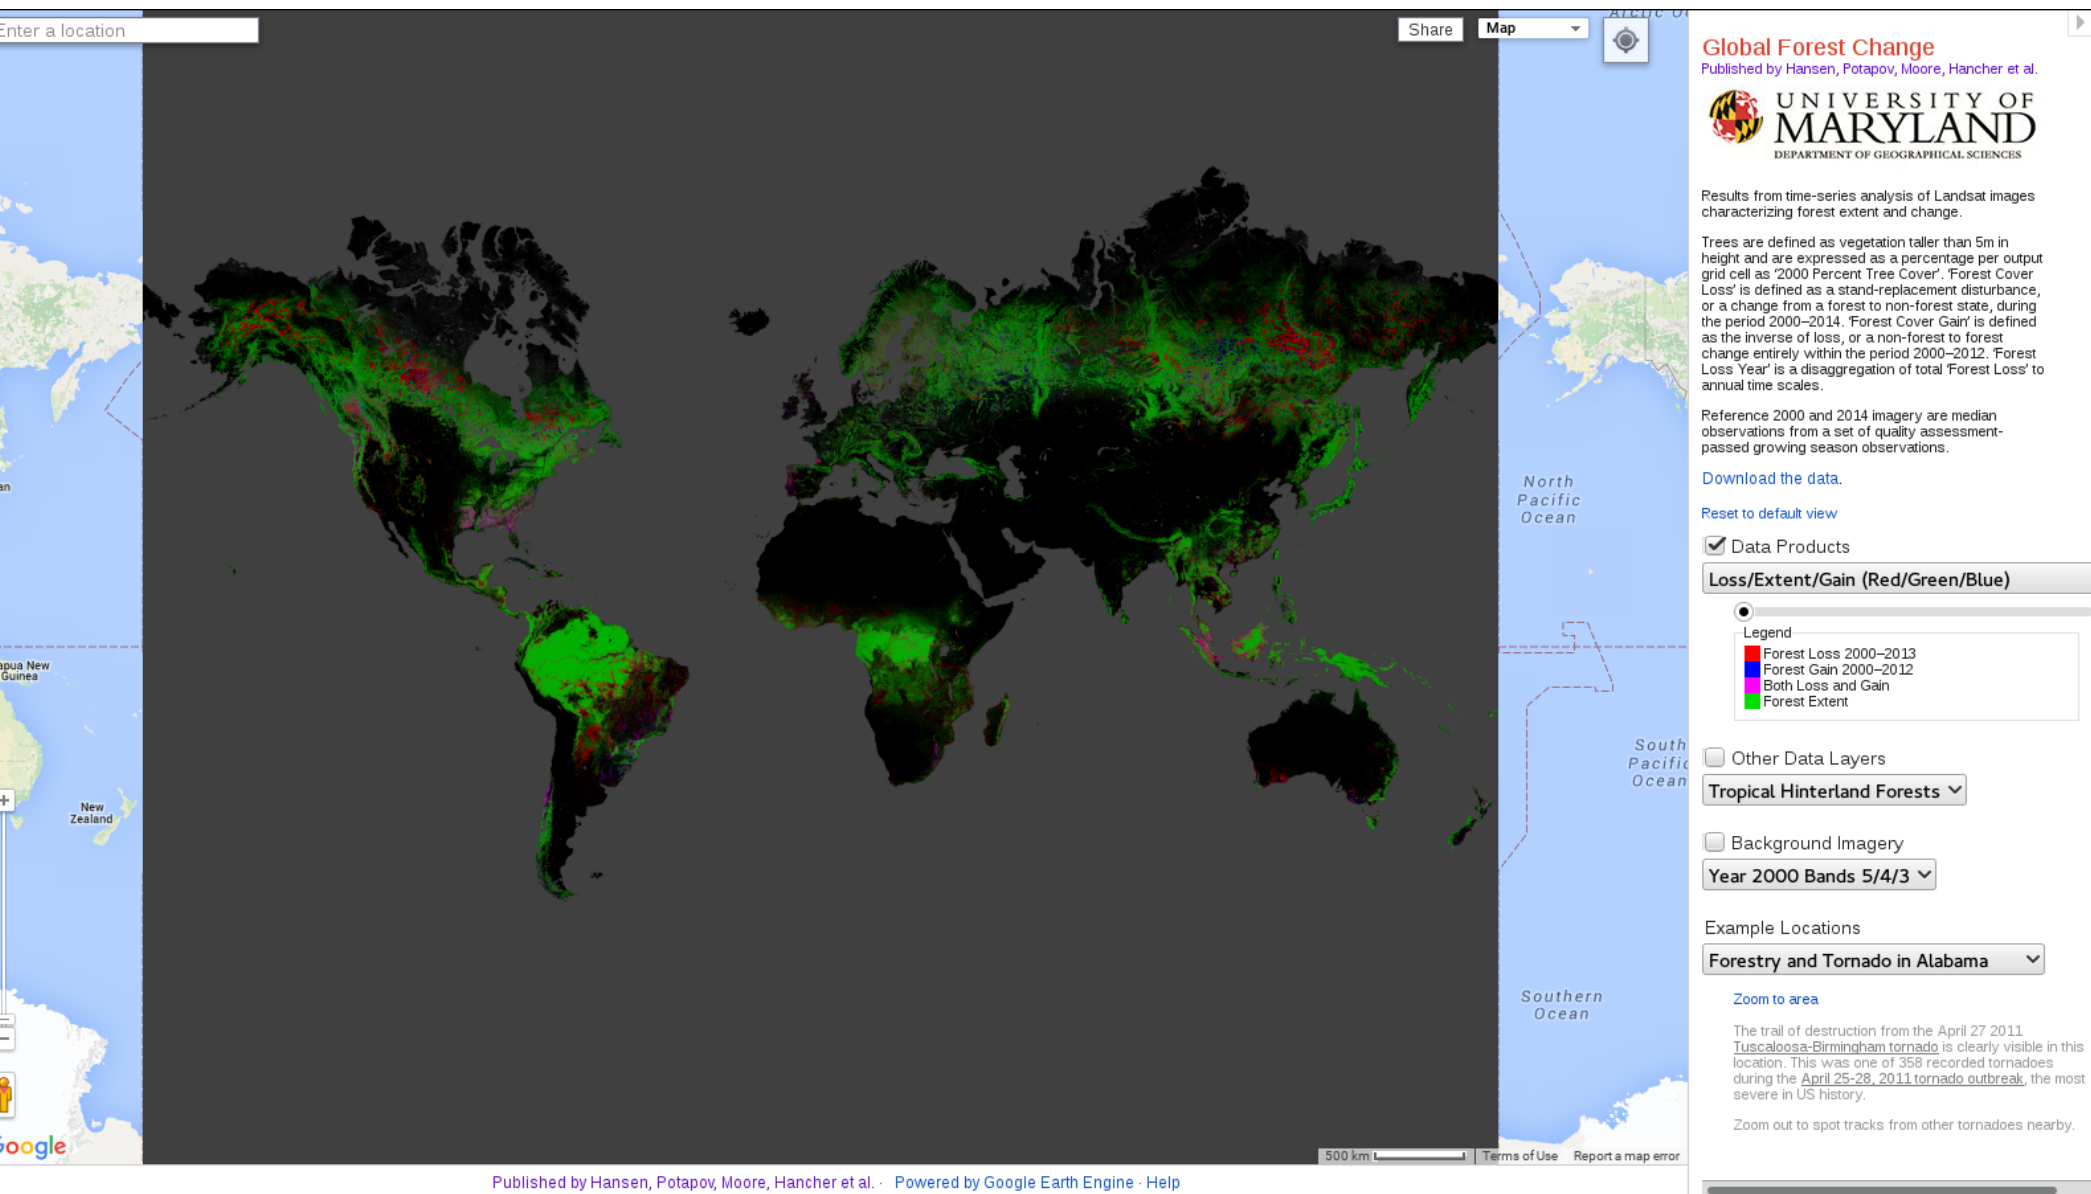 Enter a location
Share
Map
Global Forest Change
Published by Hansen, Potapov, Moore, Hancher et al.
UNIVERSITY OF
MARYLAND
DEPARTMENT OF GEOGRAPHICAL SCIENCES
Results from time-series analysis of Landsat images
characterizing forest extent and change.
Trees are defined as vegetation taller than 5m in
height and are expressed as a percentage per output
grid cell as '2000 Percent Tree Cover'. 'Forest Cover
Loss' is defined as a stand-replacement disturbance,
or a change from a forest to non-forest state, during
the period 2000–2014. 'Forest Cover Gain' is defined
as the inverse of loss, or a non-forest to forest
change entirely within the period 2000–2012. 'Forest
Loss Year' is a disaggregation of total 'Forest Loss' to
annual time scales.
Reference 2000 and 2014 imagery are median
observations from a set of quality assessment-
passed growing season observations.
Download the data.
Reset to default view
Data Products
Loss/Extent/Gain (Red/Green/Blue)
Legend
Forest Loss 2000–2013
Forest Gain 2000–2012
Both Loss and Gain
Forest Extent
Other Data Layers
Tropical Hinterland Forests
Background Imagery
Year 2000 Bands 5/4/3
Example Locations
Forestry and Tornado in Alabama
Zoom to area
The trail of destruction from the April 27 2011
Tuscaloosa-Birmingham tornado is clearly visible in this
location. This was one of 358 recorded tornadoes
during the April 25-28, 2011 tornado outbreak, the most
severe in US history.
Zoom out to spot tracks from other tornadoes nearby.
North
Pacific
Ocean
South
Pacific
Ocean
Southern
Ocean
apua New
Guinea
New
Zealand
Google
500 km
Terms of Use
Report a map error
Published by Hansen, Potapov, Moore, Hancher et al. · Powered by Google Earth Engine · Help